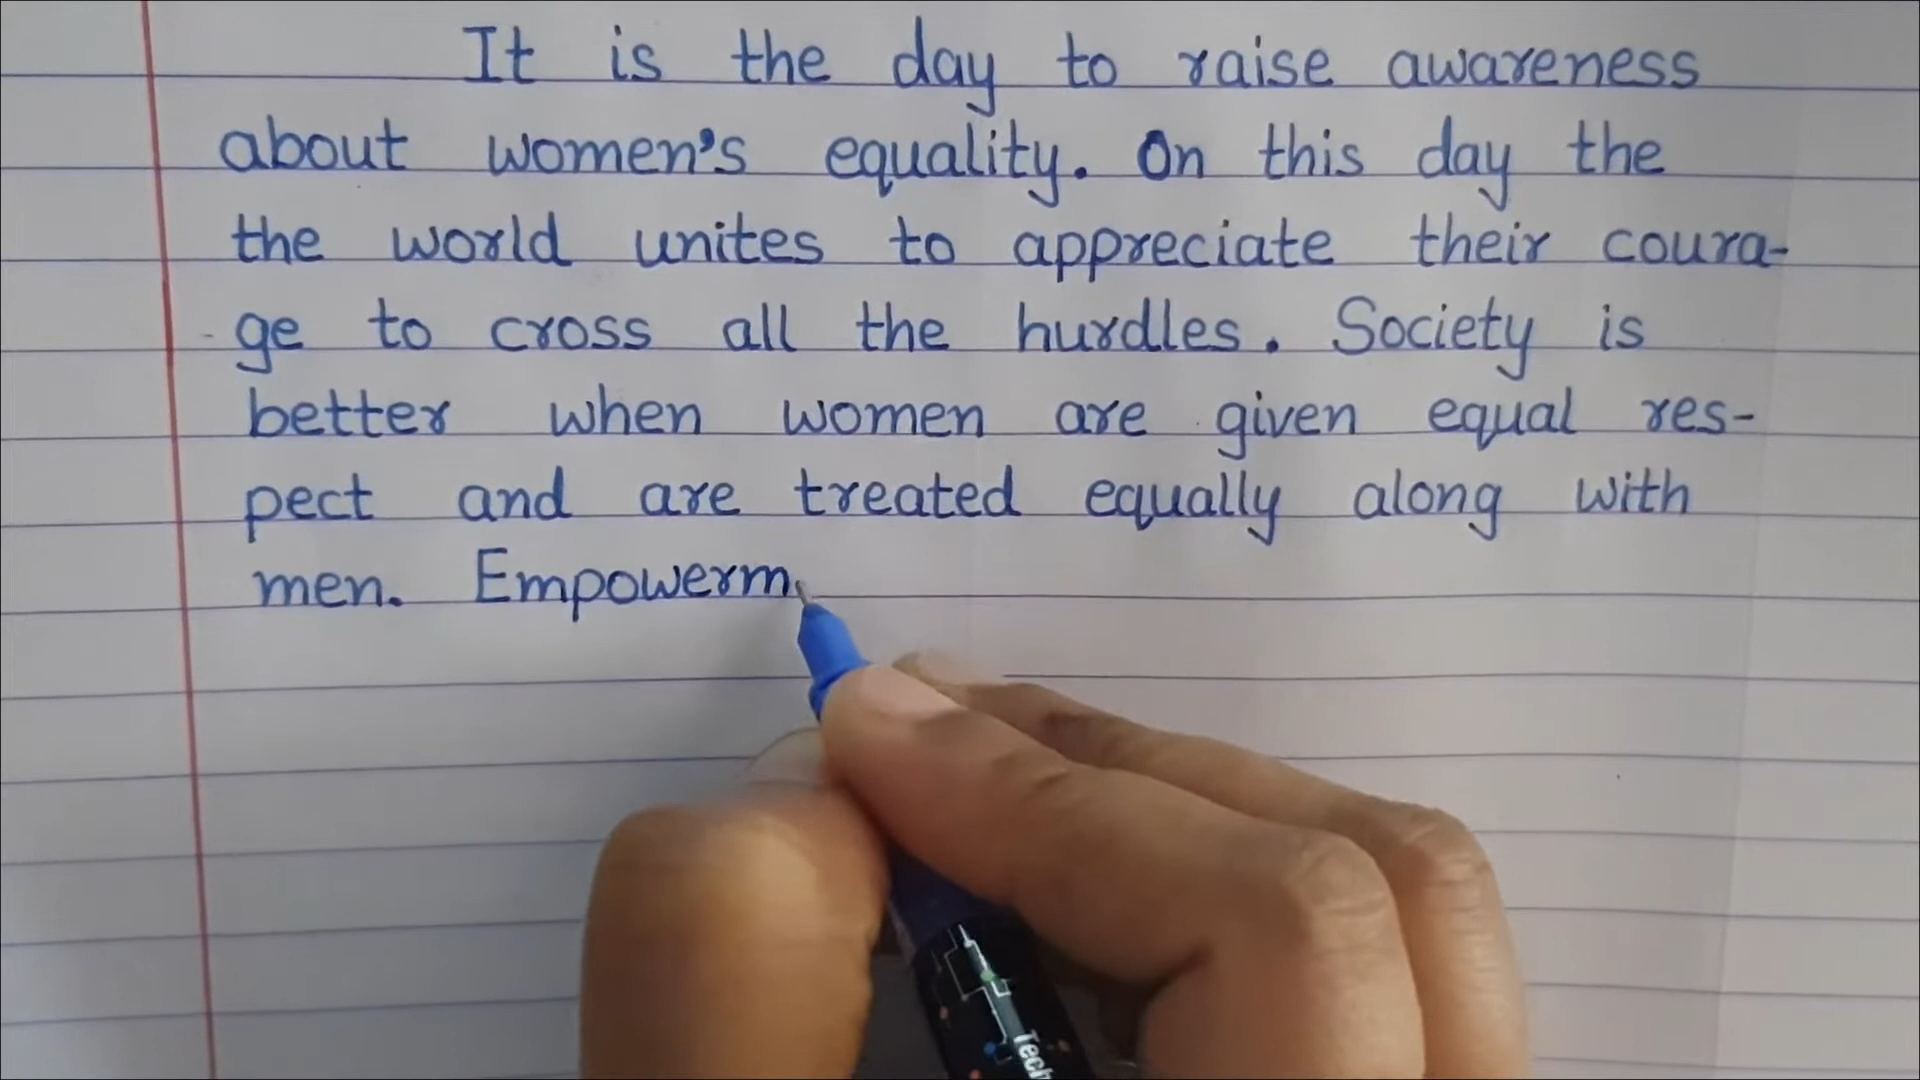 It is the day to raise awareness
about women's equality. On this day the
the world unites to appreciate their coura-
ge to cross all the hurdles. Society is
better when women are given equal res-
pect and are treated equally along with
men. Empowerm
Tech